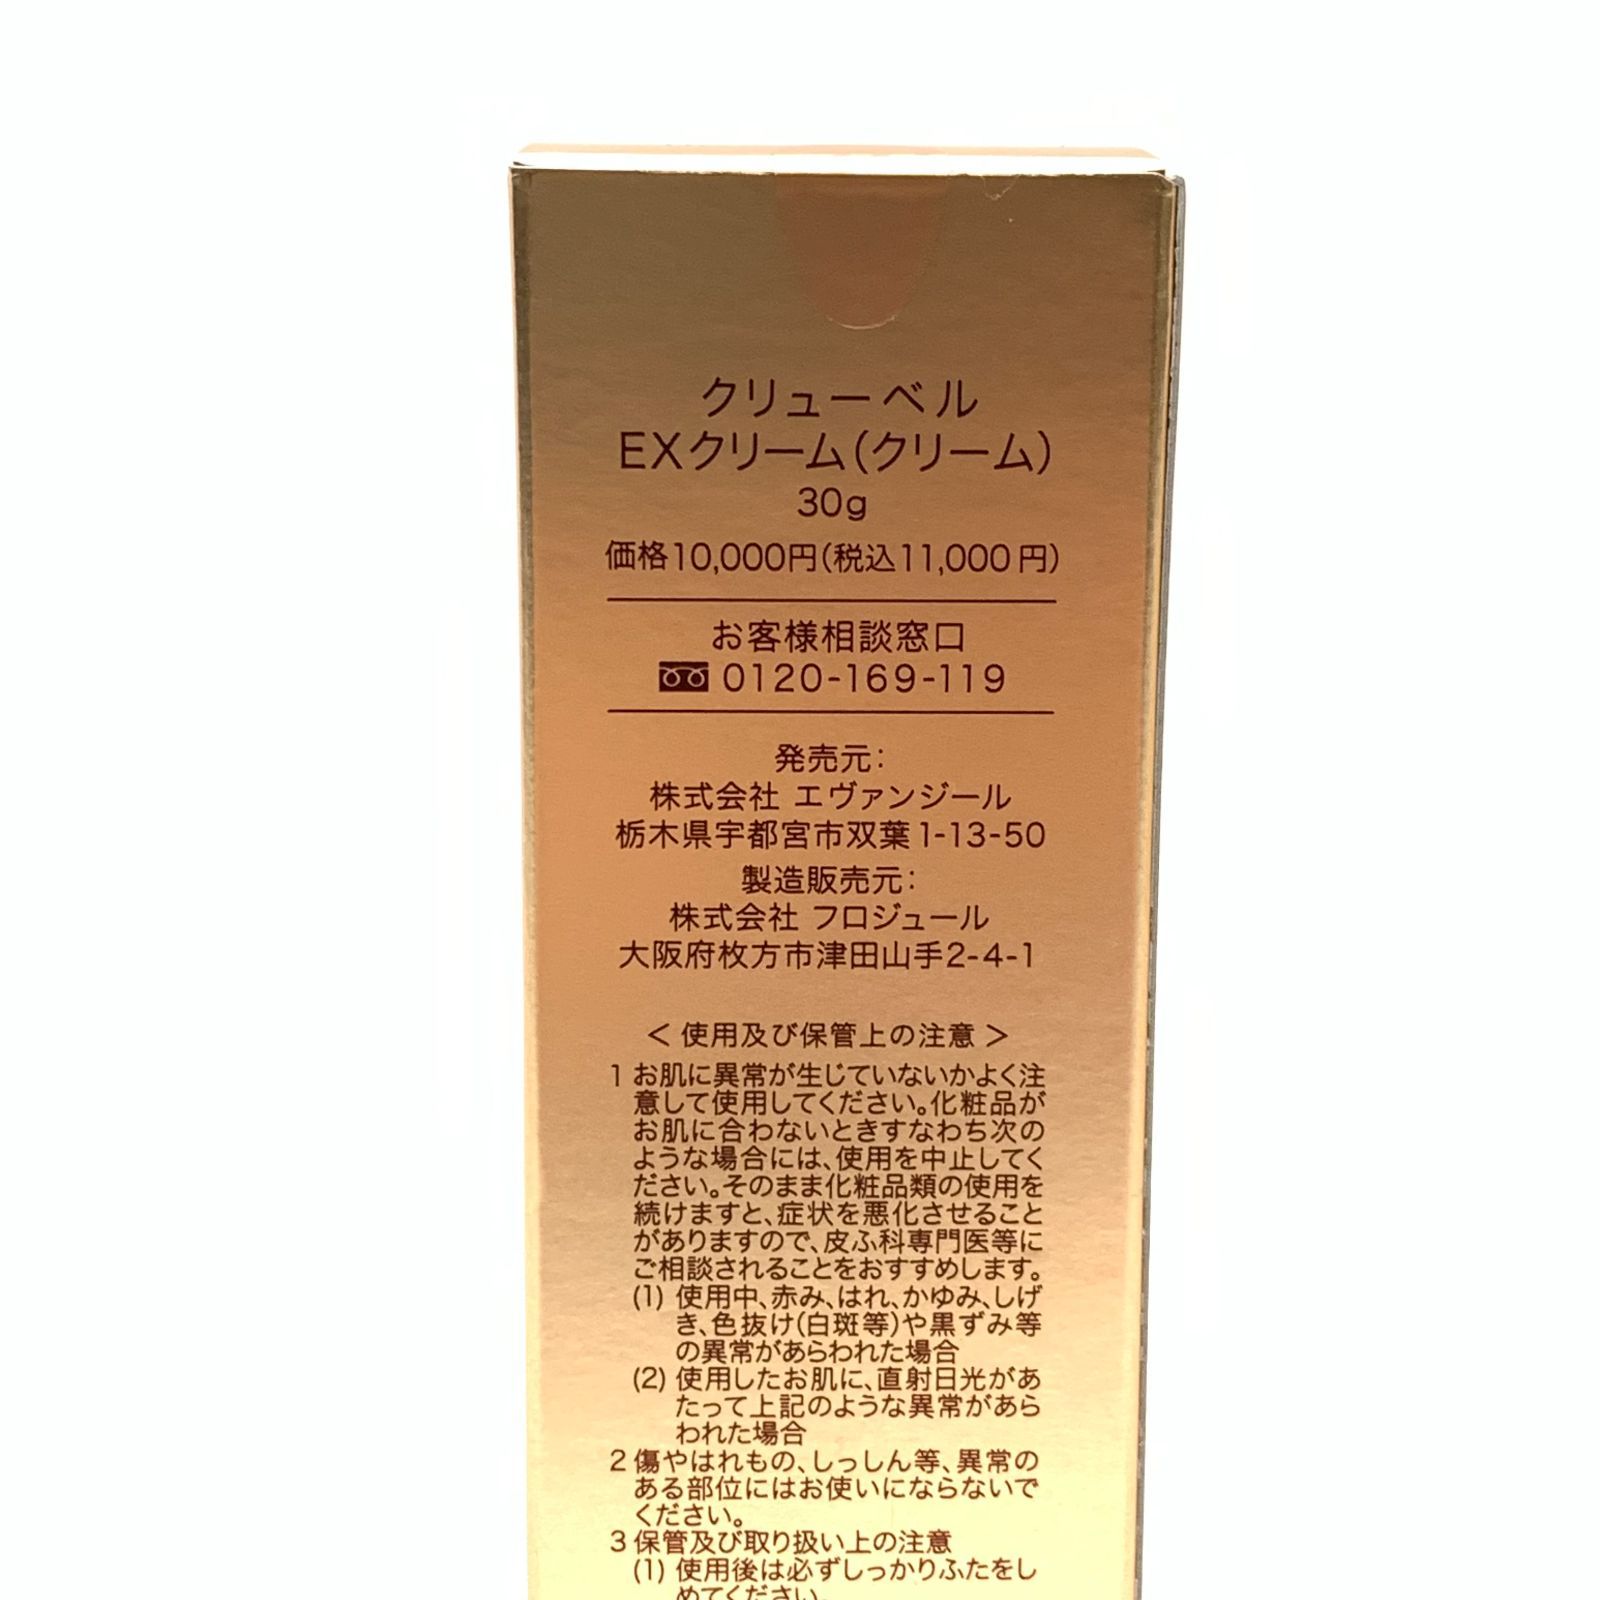 クリューベル
EXクリーム(クリーム)
30g
価格10,000円(税込11,000円)
お客様相談窓口
0120-169-119
発売元:
株式会社 エヴァンジール
栃木県宇都宮市双葉1-13-50
製造販売元:
株式会社 フロジュール
大阪府枚方市津田山手2-4-1
＜使用及び保管上の注意＞
1 お肌に異常が生じていないかよく注
意して使用してください。化粧品が
お肌に合わないときすなわち次の
ような場合には、使用を中止してく
ださい。そのまま化粧品類の使用を
続けますと、症状を悪化させること
がありますので、皮ふ科専門医等に
ご相談されることをおすすめします。
(1) 使用中、赤み、はれ、かゆみ、しげ
き、色抜け(白斑等)や黒ずみ等
の異常があらわれた場合
(2) 使用したお肌に、直射日光があ
たって上記のような異常があら
われた場合
2 傷やはれもの、しっしん等、異常の
ある部位にはお使いにならないで
ください。
3 保管及び取り扱い上の注意
(1) 使用後は必ずしっかりふたをし
めてください。